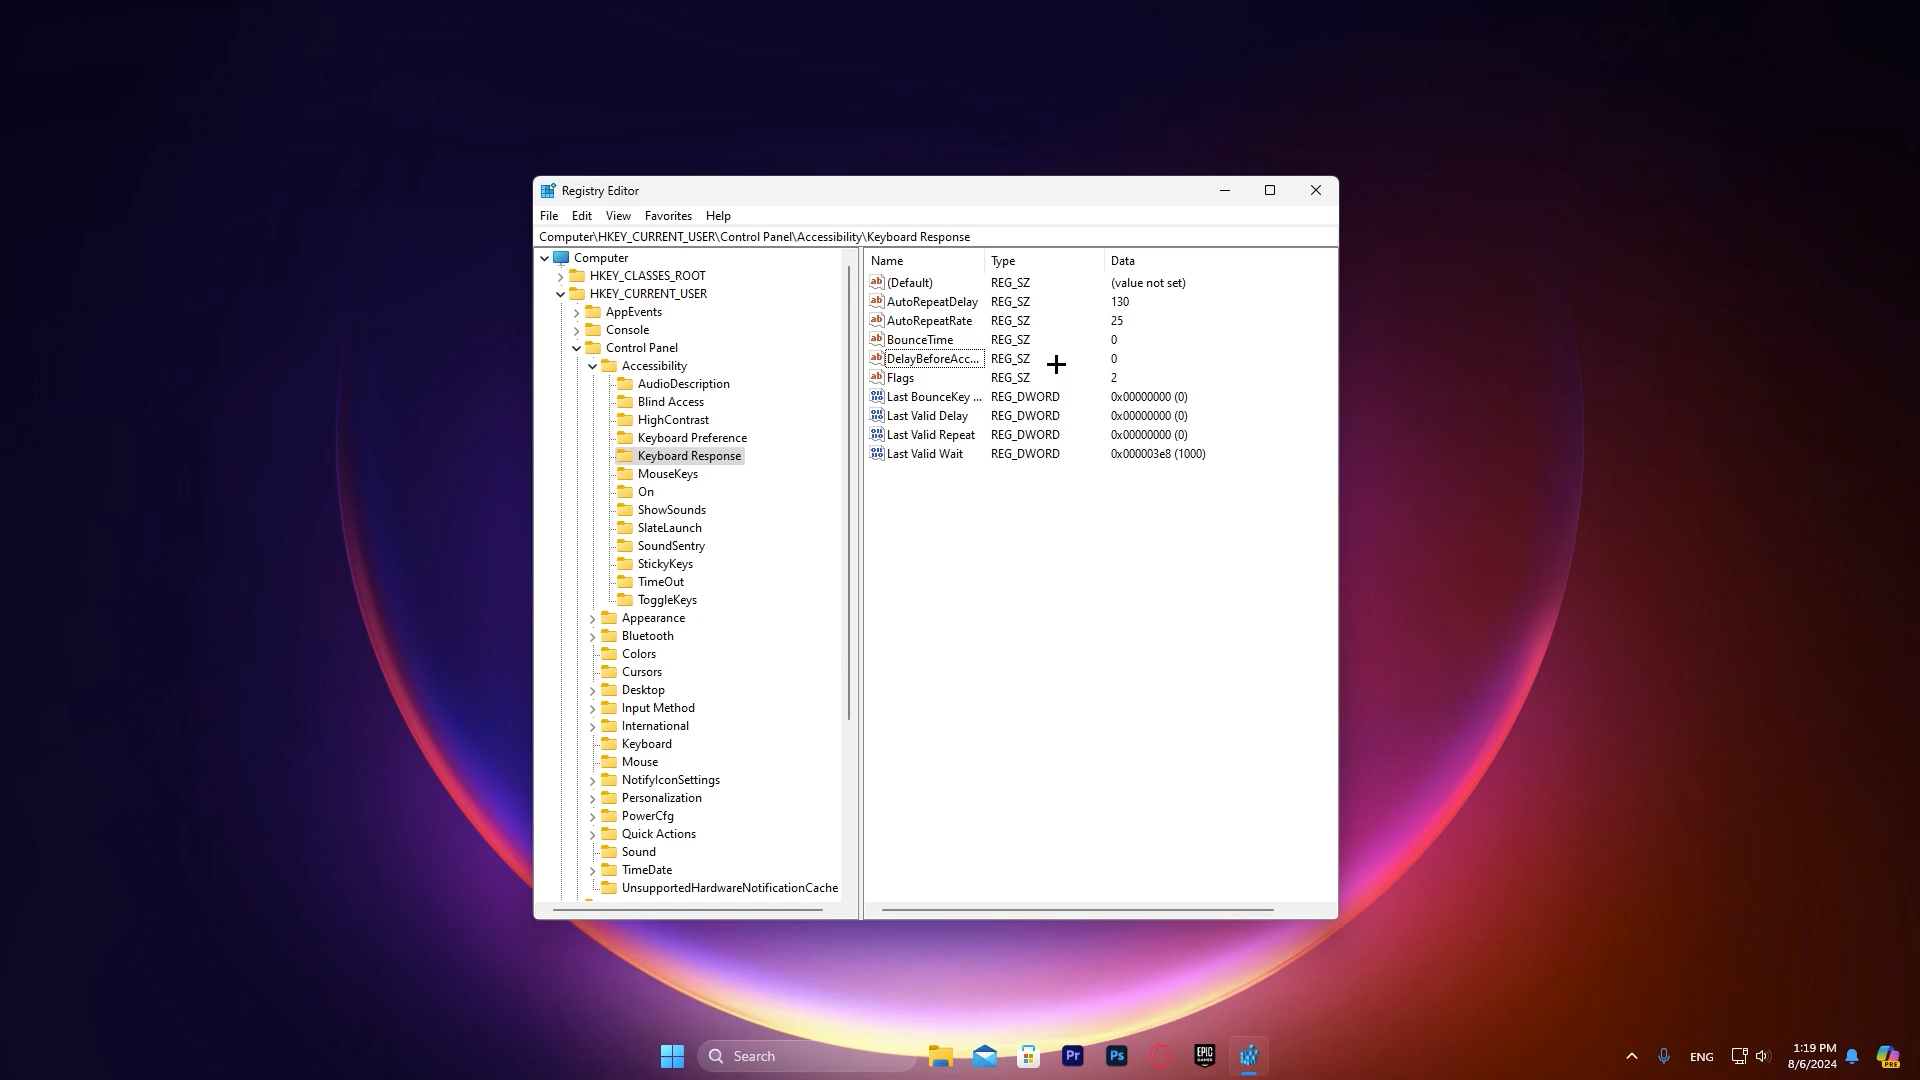 Registry Editor
File Edit View Favorites Help
Computer\HKEY_CURRENT_USER\Control Panel\Accessibility\Keyboard Response
Computer
HKEY_CLASSES_ROOT
HKEY_CURRENT_USER
AppEvents
Console
Control Panel
Accessibility
AudioDescription
Blind Access
HighContrast
Keyboard Preference
Keyboard Response
MouseKeys
On
ShowSounds
SlateLaunch
SoundSentry
StickyKeys
TimeOut
ToggleKeys
Appearance
Bluetooth
Colors
Cursors
Desktop
Input Method
International
Keyboard
Mouse
NotifyIconSettings
Personalization
PowerCfg
Quick Actions
Sound
TimeDate
UnsupportedHardwareNotificationCache
Name Type Data
(Default) REG_SZ (value not set)
AutoRepeatDelay REG_SZ 130
AutoRepeatRate REG_SZ 25
BounceTime REG_SZ 0
DelayBeforeAcc... REG_SZ 0
Flags REG_SZ 2
Last BounceKey ... REG_DWORD 0x00000000 (0)
Last Valid Delay REG_DWORD 0x00000000 (0)
Last Valid Repeat REG_DWORD 0x00000000 (0)
Last Valid Wait REG_DWORD 0x000003e8 (1000)
Search
Pr
Ps
EPIC
GAMES
ENG
1:19 PM
8/6/2024
PRE